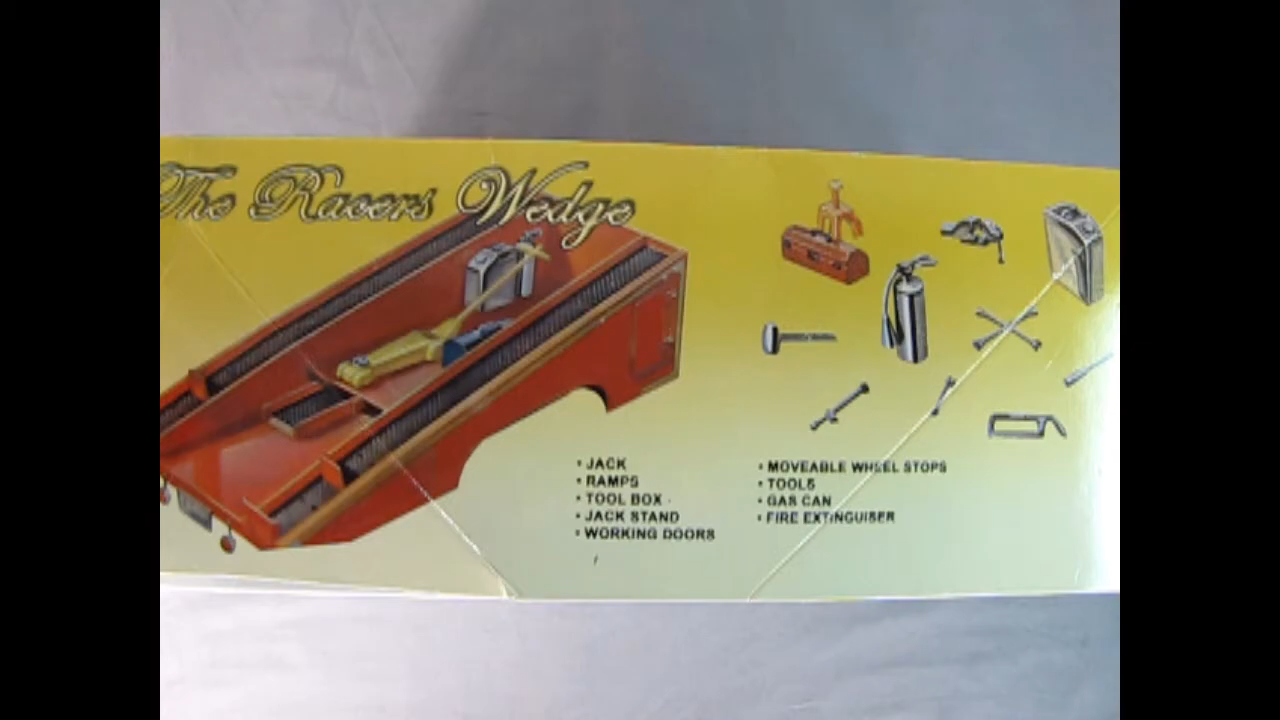 The Racers Wedge
• JACK
• RAMPS
• TOOL BOX
• JACK STAND
• WORKING DOORS
• MOVEABLE WHEEL STOPS
• TOOLS
• GAS CAN
• FIRE EXTINGUISER